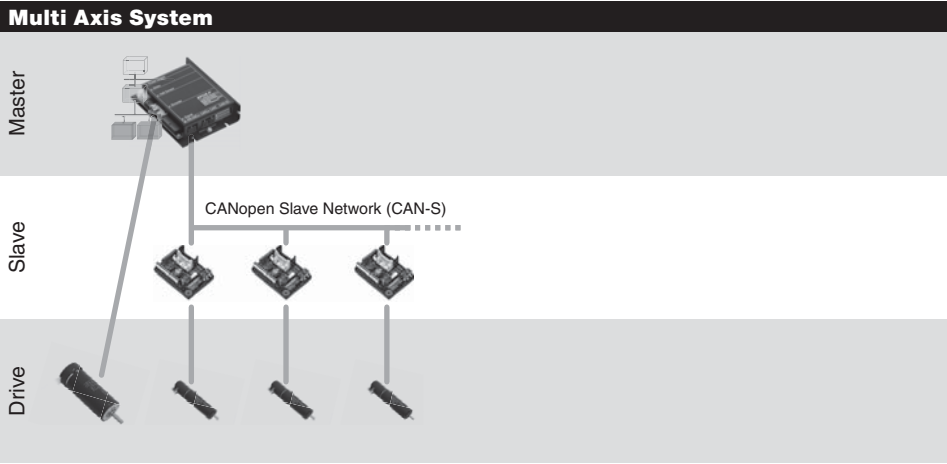 Multi Axis System
Master
CANopen Slave Network (CAN-S)
Slave
Drive